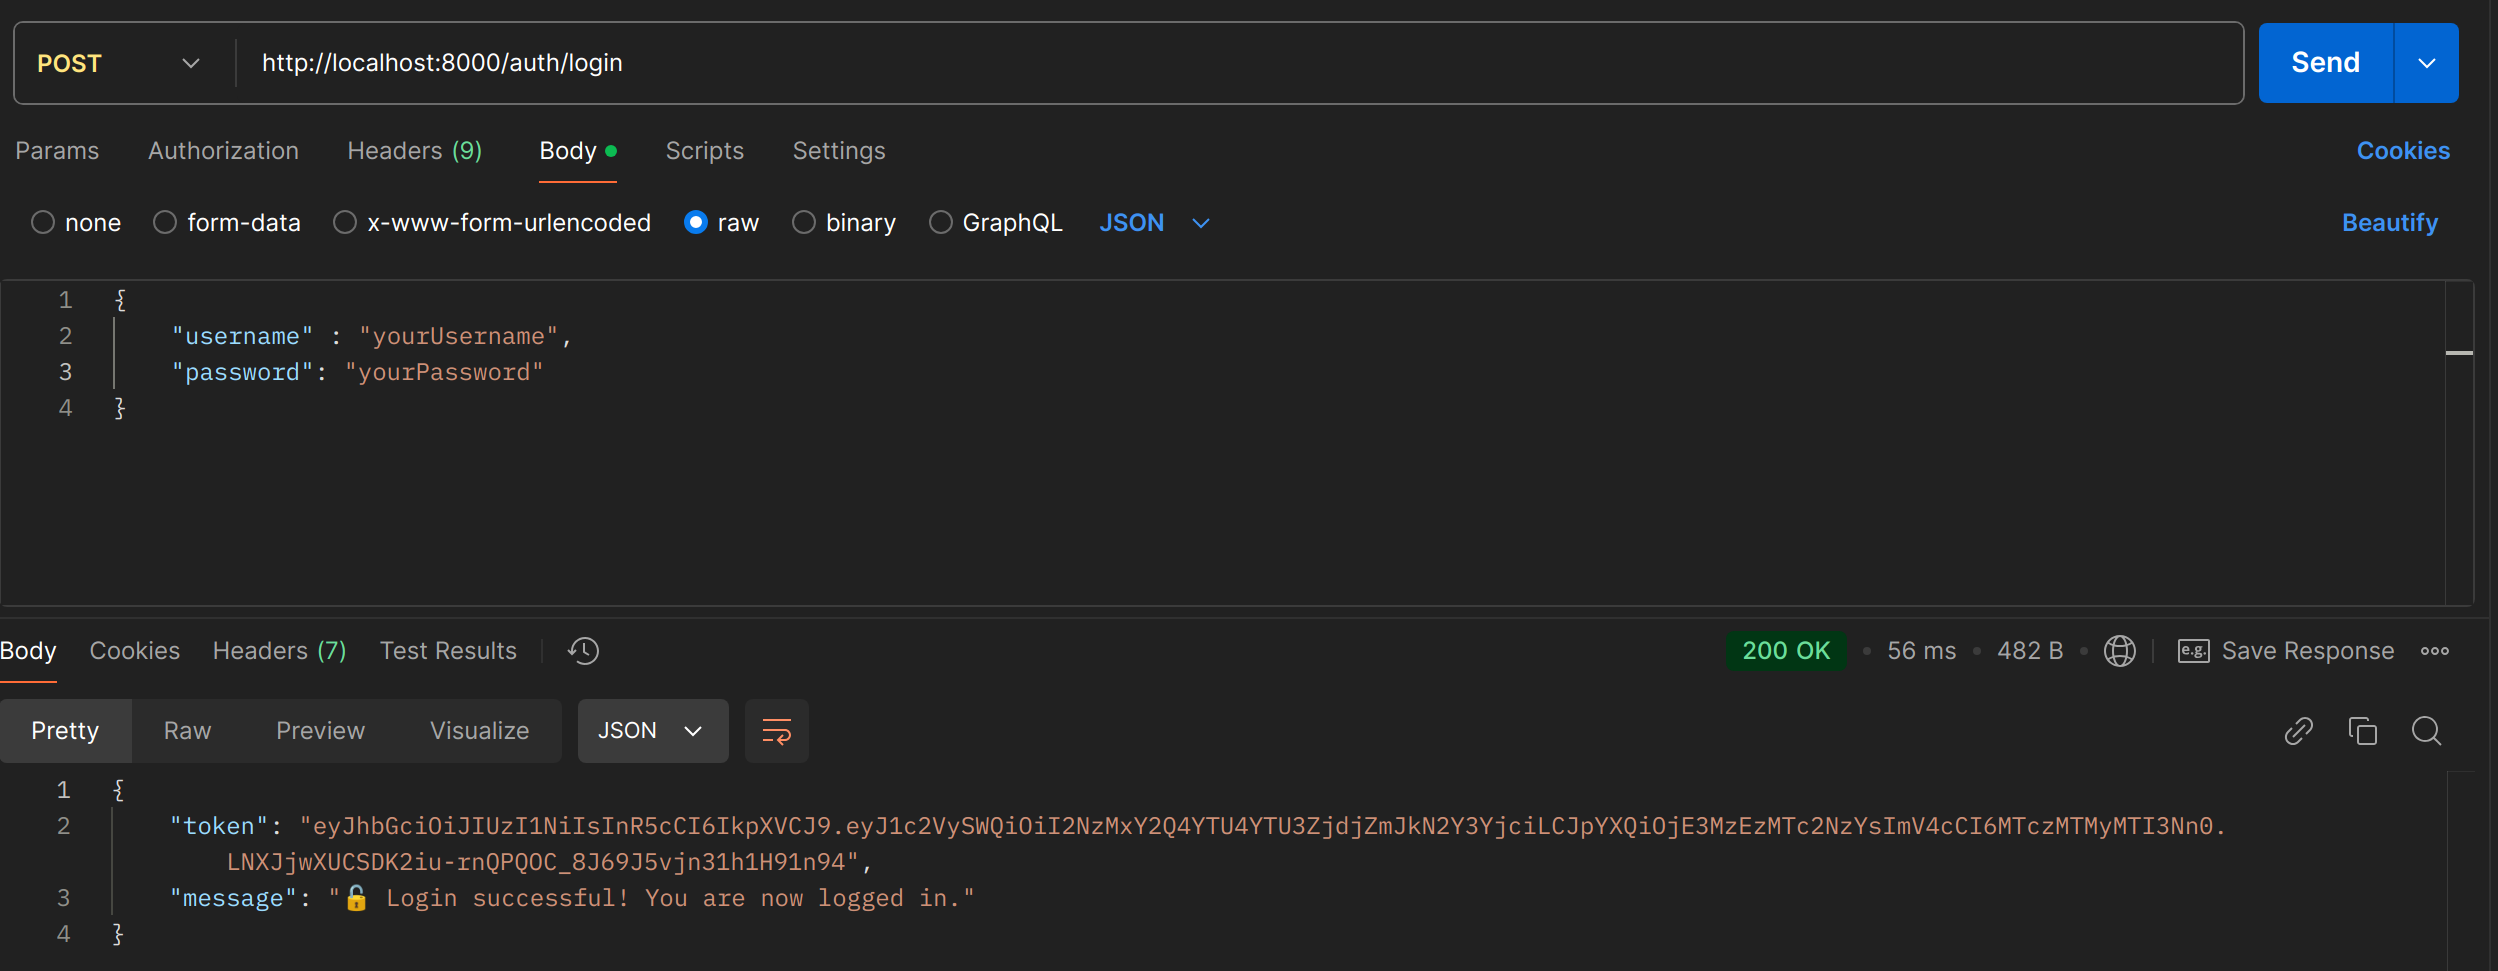 POST http://localhost:8000/auth/login Send
Params Authorization Headers (9) Body Scripts Settings Cookies
none form-data x-www-form-urlencoded raw binary GraphQL JSON Beautify
1 {
2 "username" : "yourUsername",
3 "password": "yourPassword"
4 }
Body Cookies Headers (7) Test Results 200 OK • 56 ms • 482 B • e.g. Save Response
Pretty Raw Preview Visualize JSON
1 {
2 "token": "eyJhbGciOiJIUzI1NiIsInR5cCI6IkpXVCJ9.eyJ1c2VySWQiOiI2NzMxY2Q4YTU4YTU3ZjdjZmJkN2Y3YjciLCJpYXQiOjE3MzEzMTc2NzYsImV4cCI6MTczMTMyMTI3Nn0.
LNXJjwXUCSDK2iu-rnQPQOC_8J69J5vjn31h1H91n94",
3 "message": "🔓 Login successful! You are now logged in."
4 }